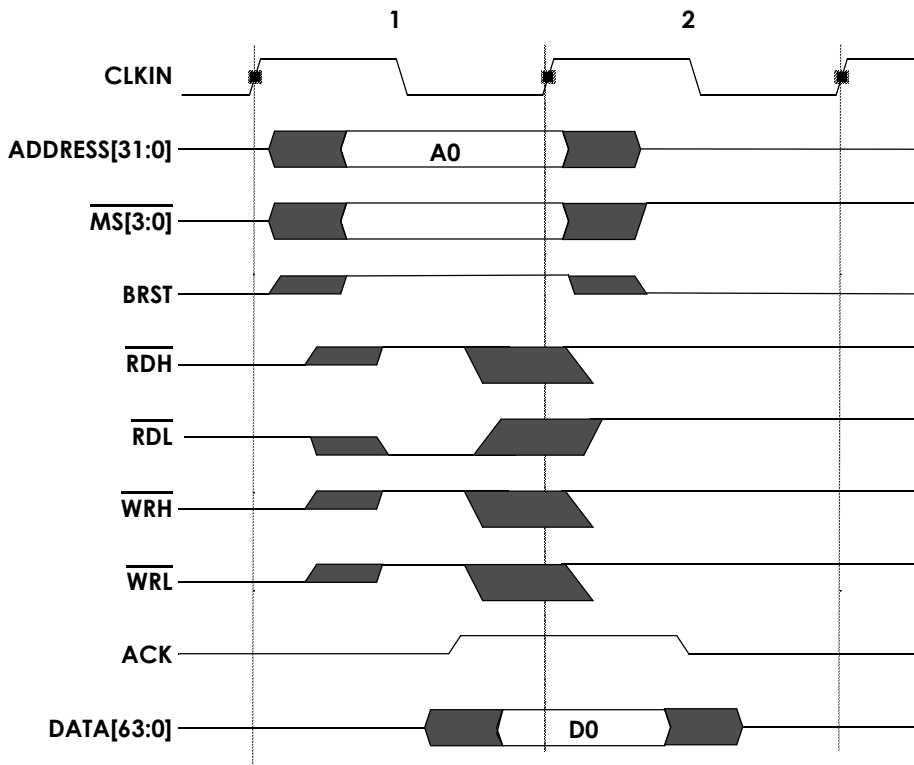 1 2
CLKIN
ADDRESS[31:0] A0
MS[3:0]
BRST
RDH
RDL
WRH
WRL
ACK
DATA[63:0] D0